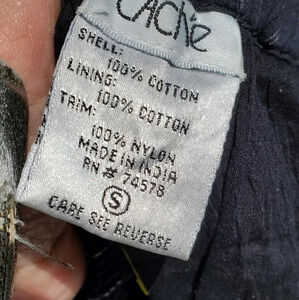 CACHE
SHELL:
100% COTTON
LINING:
100% COTTON
TRIM:
100% NYLON
MADE IN INDIA
RN# 74578
S
CARE SEE REVERSE